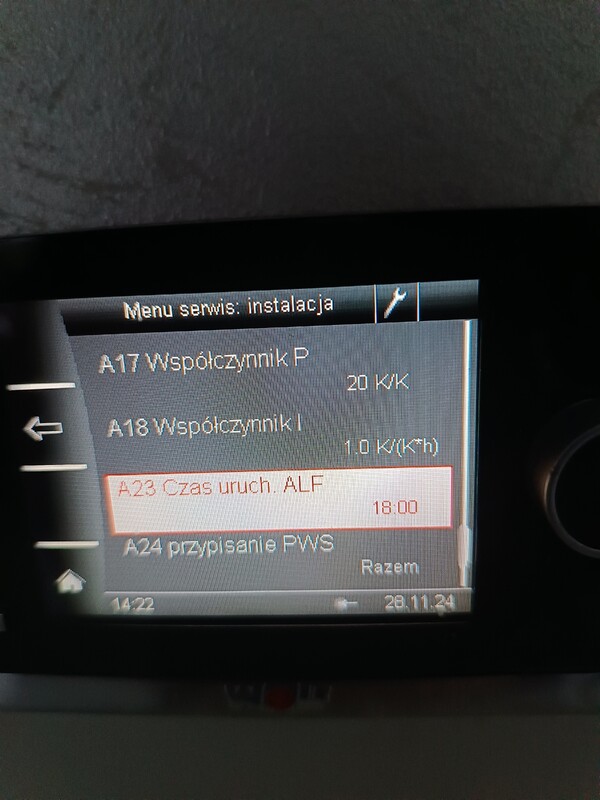 Menu serwis: instalacja
A17 Współczynnik P
20 K/K
A18 Współczynnik I
1.0 K/(K*h)
A23 Czas uruch. ALF
18:00
A24 przypisanie PWS
Razem
14:22 28.11.24